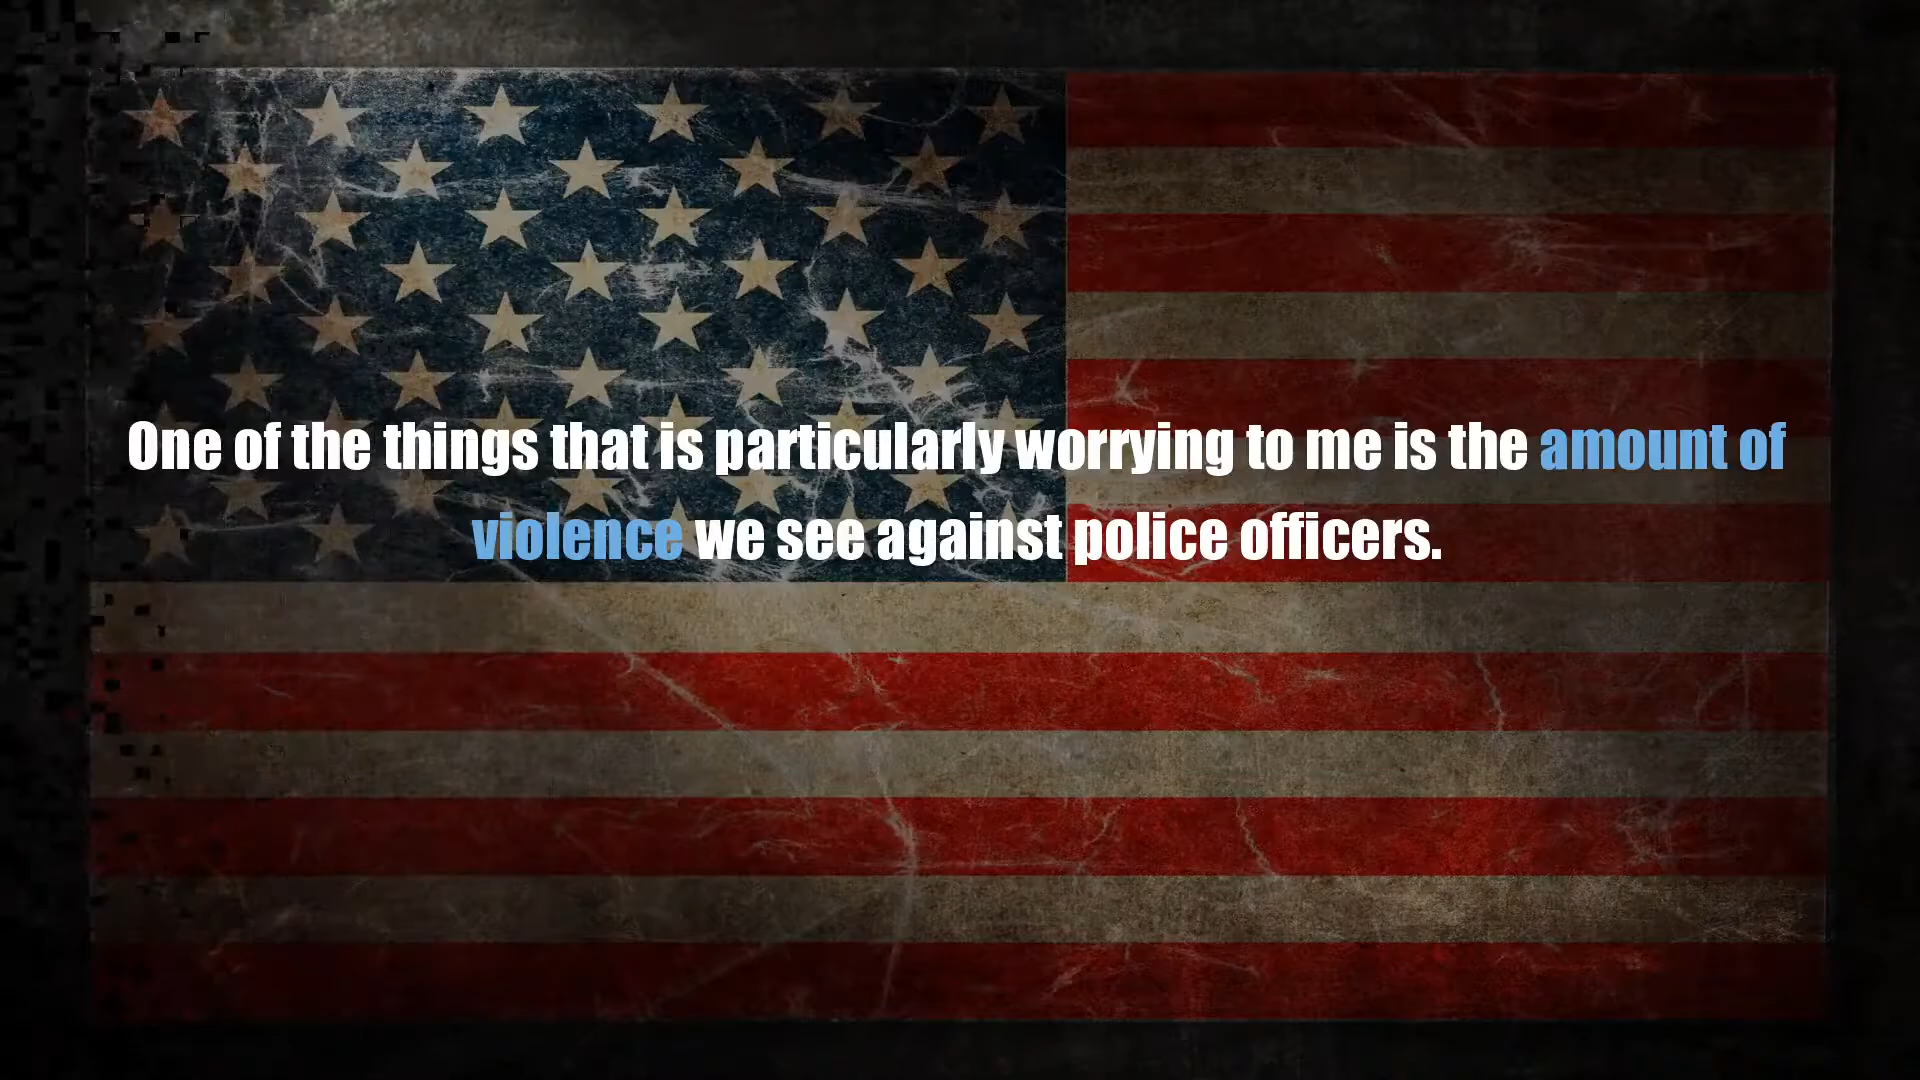 One of the things that is particularly worrying to me is the amount of
violence we see against police officers.